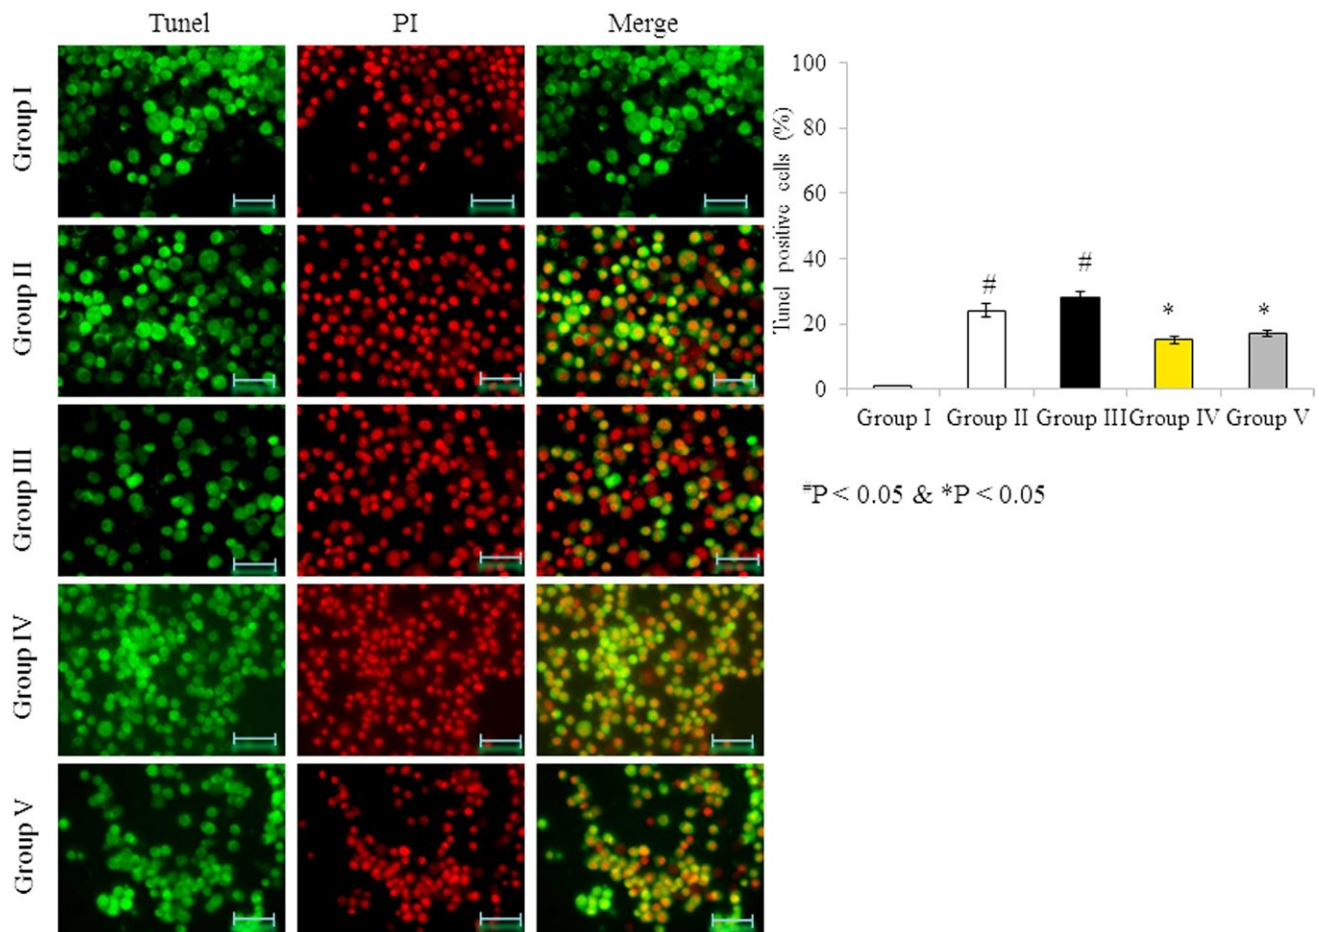 Tunel PI Merge
Group I
Group II
Group III
Group IV
Group V
Tunel positive cells (%)
100
80
60
40
20
0
#
#
*
*
Group I Group II Group III Group IV Group V
#P < 0.05 & *P < 0.05